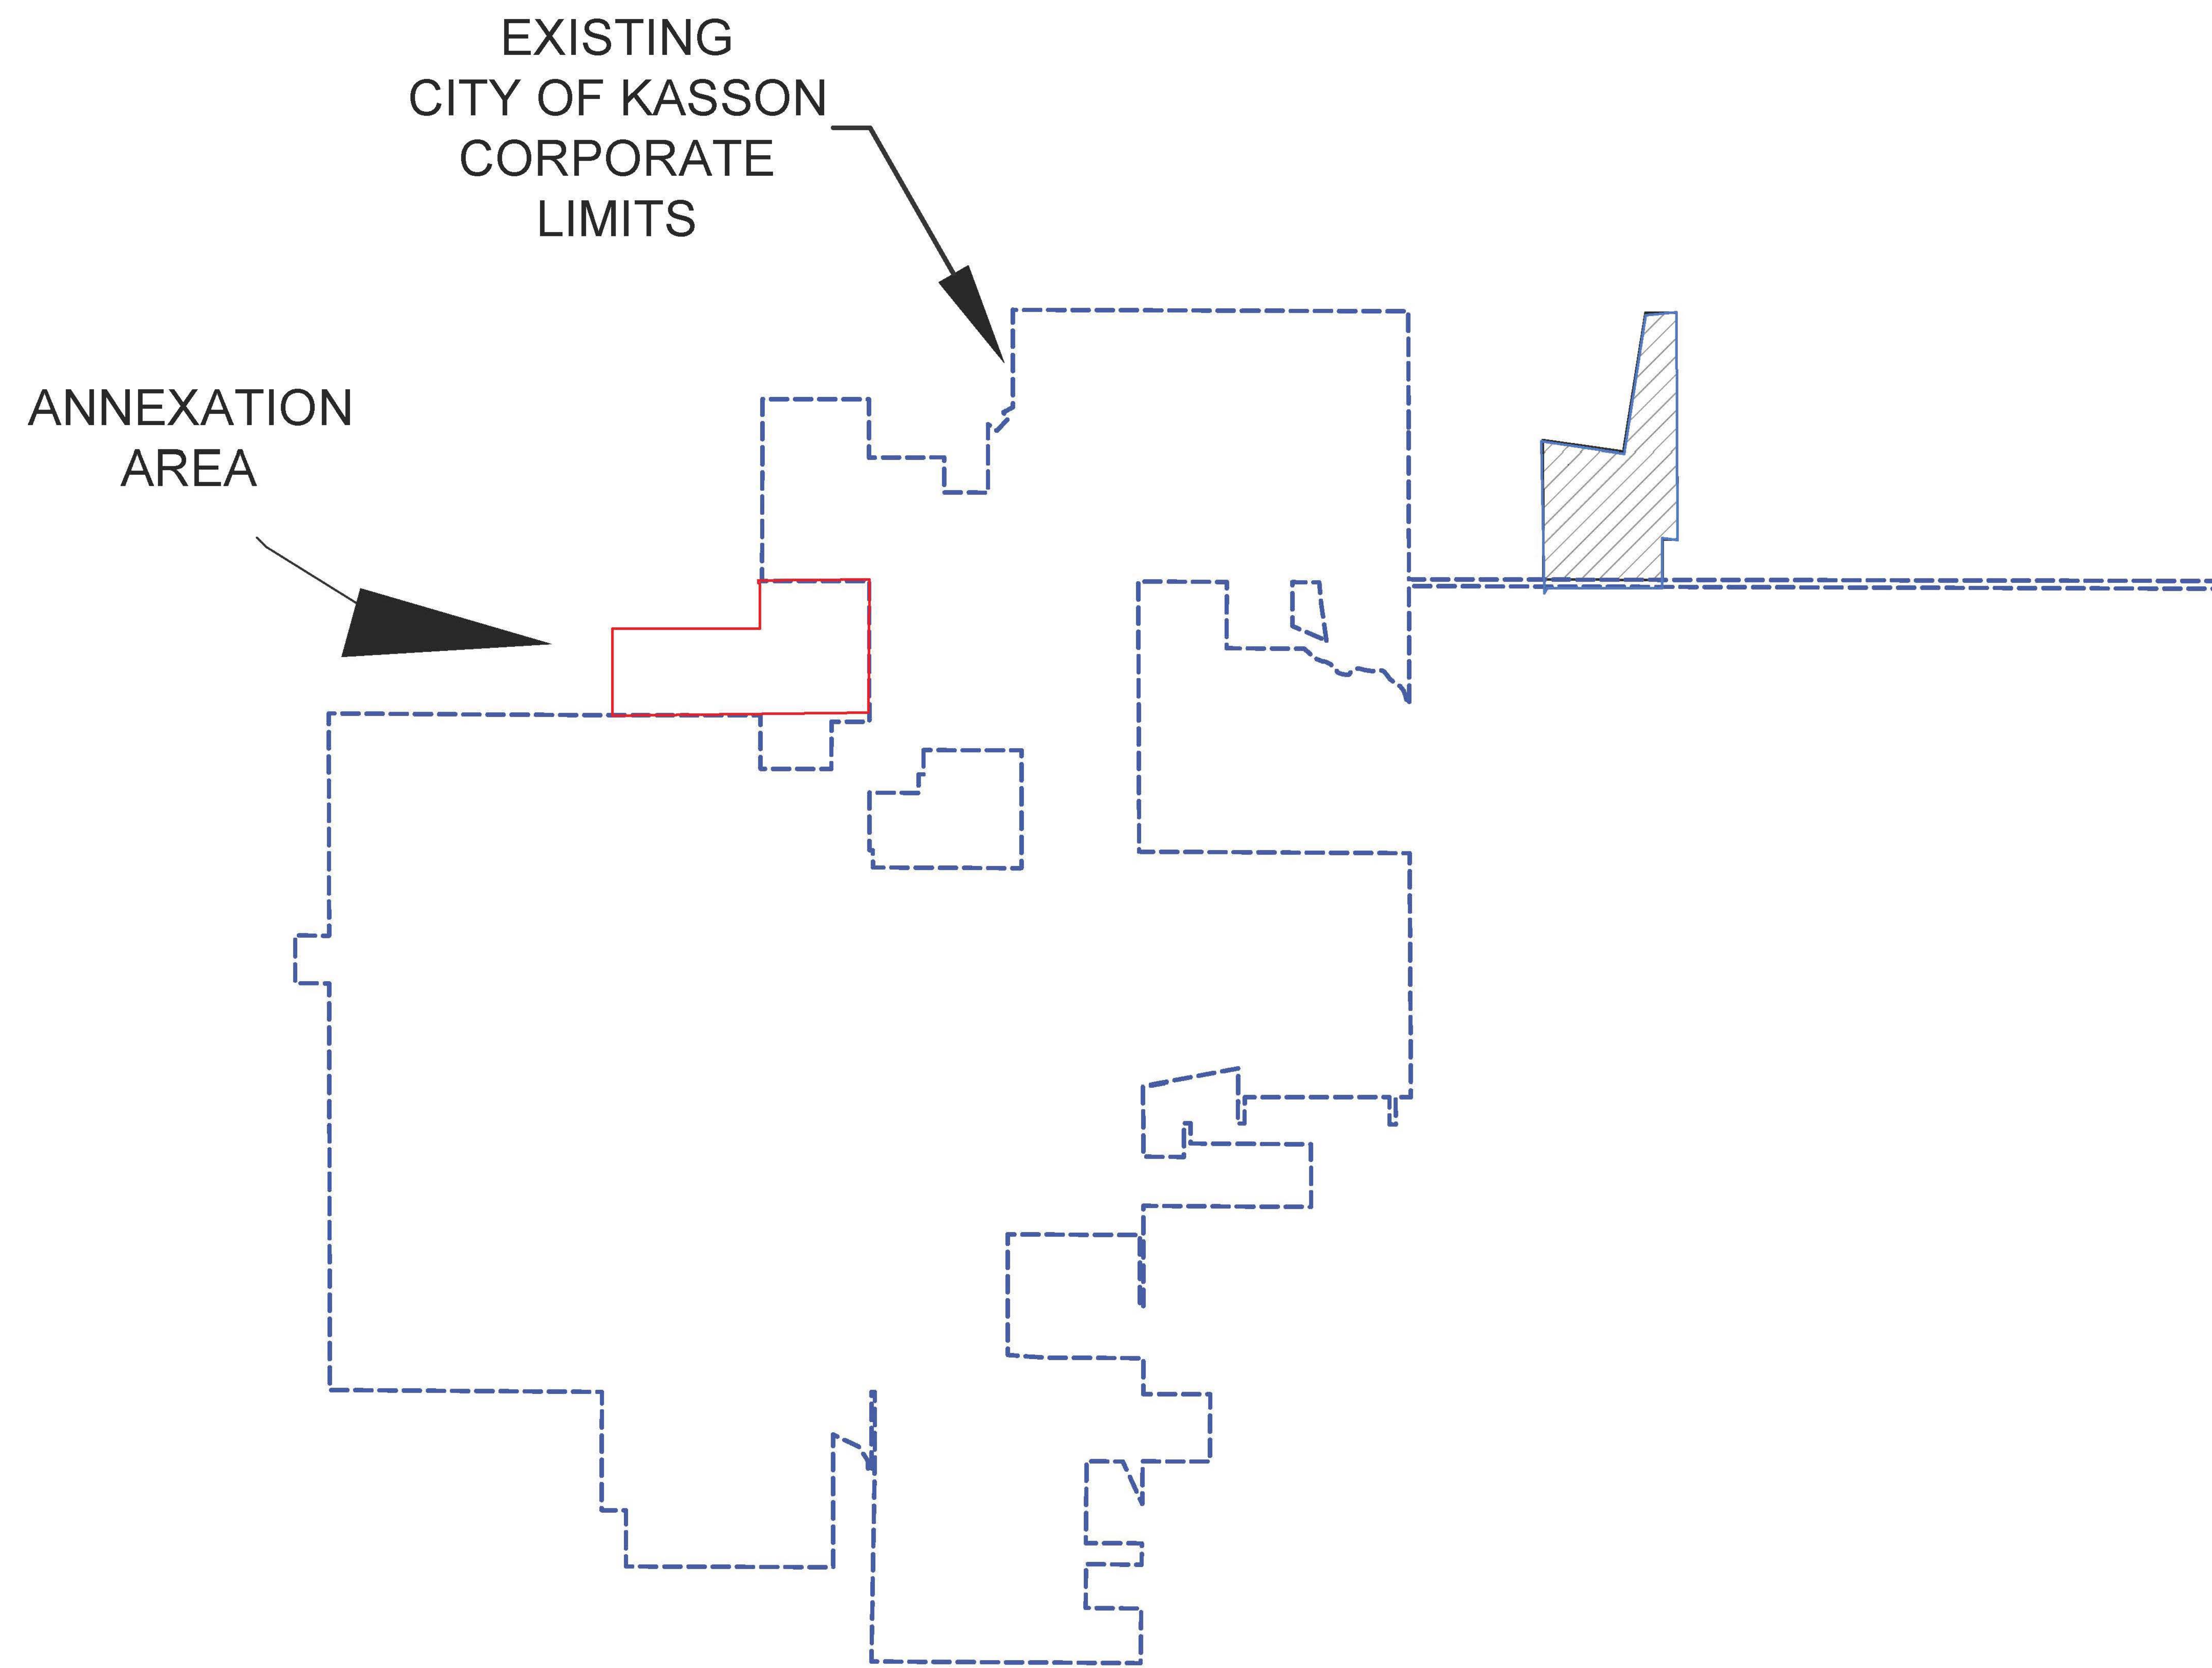 EXISTING
CITY OF KASSON
CORPORATE
LIMITS
ANNEXATION
AREA